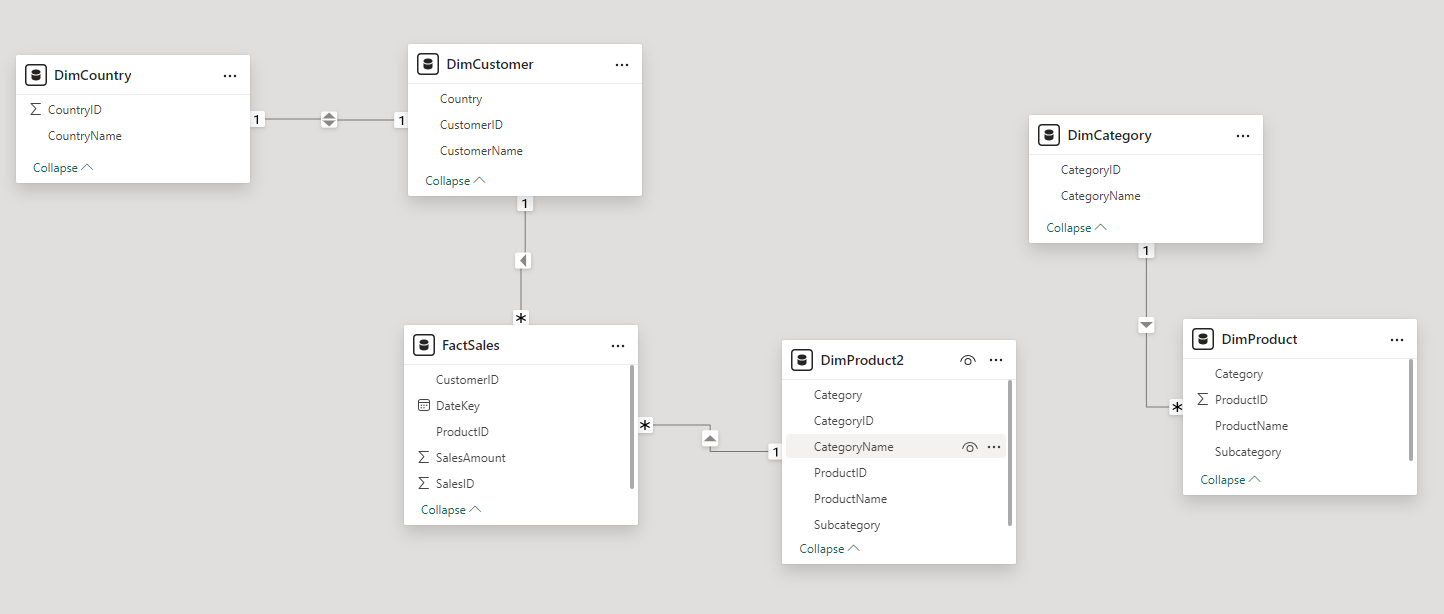 DimCountry
CountryID
CountryName
Collapse
1
1
DimCustomer
Country
CustomerID
CustomerName
Collapse
1
*
FactSales
CustomerID
DateKey
ProductID
SalesAmount
SalesID
Collapse
*
1
DimProduct2
Category
CategoryID
CategoryName
ProductID
ProductName
Subcategory
Collapse
DimCategory
CategoryID
CategoryName
Collapse
1
*
DimProduct
Category
ProductID
ProductName
Subcategory
Collapse